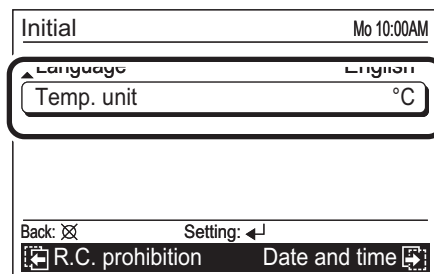 Initial Mo 10:00AM
Language English
Temp. unit °C
Back: Setting:
R.C. prohibition Date and time